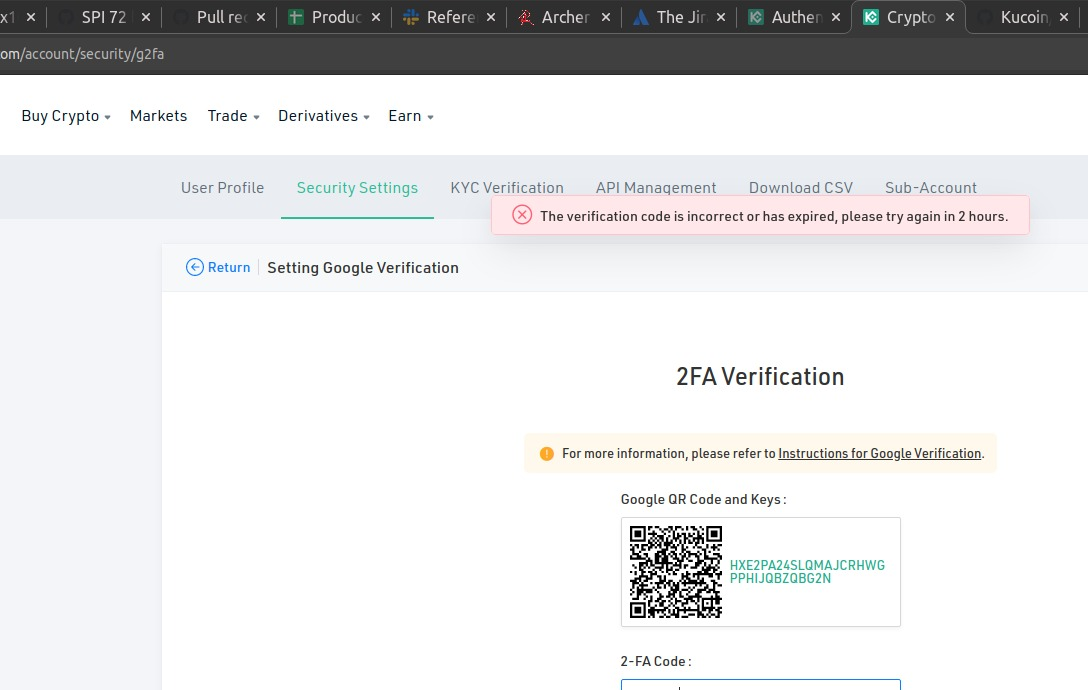 x1 SPI 72 Pull rec Produc Refere Archer The Jir Authen Crypto Kucoin
om/account/security/g2fa
Buy Crypto Markets Trade Derivatives Earn
User Profile Security Settings KYC Verification API Management Download CSV Sub-Account
The verification code is incorrect or has expired, please try again in 2 hours.
Return Setting Google Verification
2FA Verification
For more information, please refer to Instructions for Google Verification.
Google QR Code and Keys :
HXE2PA24SLQMAJCRHWG
PPHIJQBZQBG2N
2-FA Code :